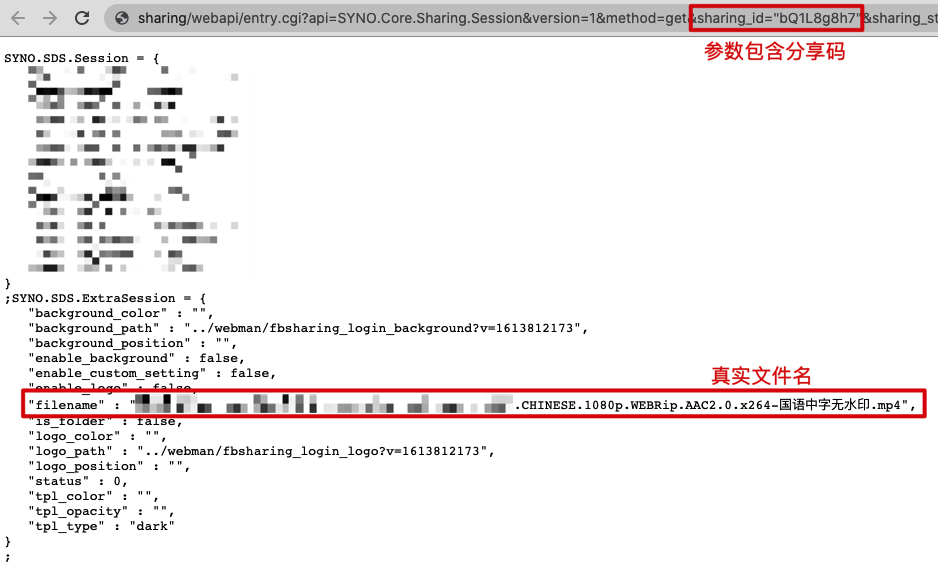 sharing/webapi/entry.cgi?api=SYNO.Core.Sharing.Session&version=1&method=get&sharing_id="bQ1L8g8h7"&sharing_st
参数包含分享码
SYNO.SDS.Session = {
}
;SYNO.SDS.ExtraSession = {
"background_color" : "",
"background_path" : "../webman/fbsharing_login_background?v=1613812173",
"background_position" : "",
"enable_background" : false,
"enable_custom_setting" : false,
"enable_logo" : false,
真实文件名
"filename" : ".CHINESE.1080p.WEBRip.AAC2.0.x264-国语中字无水印.mp4",
"is_folder" : false,
"logo_color" : "",
"logo_path" : "../webman/fbsharing_login_logo?v=1613812173",
"logo_position" : "",
"status" : 0,
"tpl_color" : "",
"tpl_opacity" : "",
"tpl_type" : "dark"
}
;